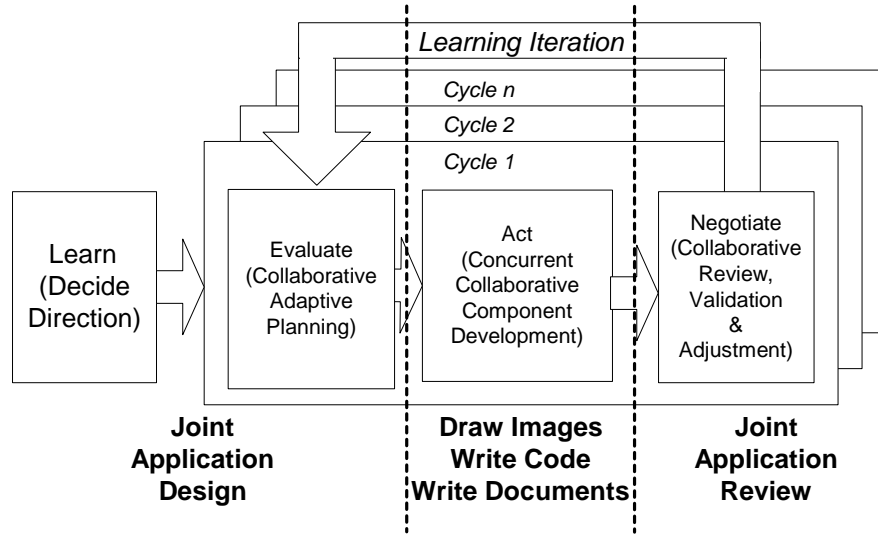 Learning Iteration
Cycle n
Cycle 2
Cycle 1
Learn
(Decide
Direction)
Evaluate
(Collaborative
Adaptive
Planning)
Act
(Concurrent
Collaborative
Component
Development)
Negotiate
(Collaborative
Review,
Validation
&
Adjustment)
Joint
Application
Design
Draw Images
Write Code
Write Documents
Joint
Application
Review